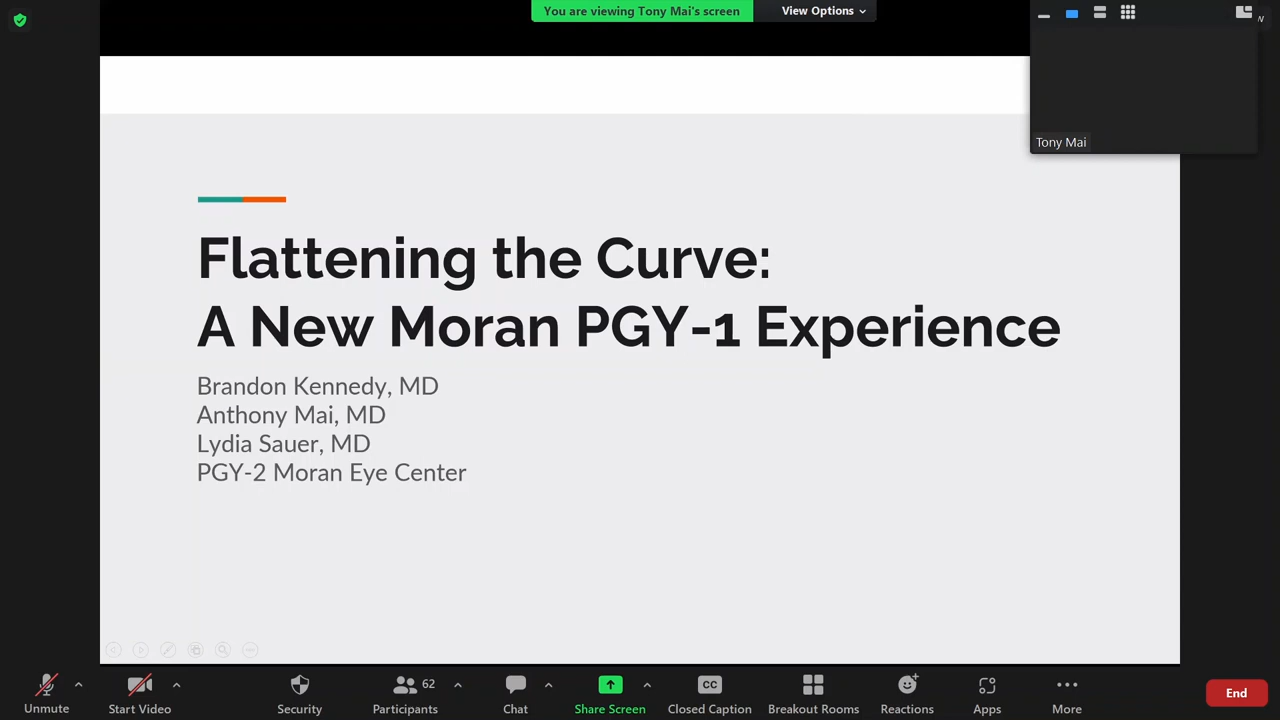 You are viewing Tony Mai's screen
View Options
Tony Mai
Flattening the Curve:
A New Moran PGY-1 Experience
Brandon Kennedy, MD
Anthony Mai, MD
Lydia Sauer, MD
PGY-2 Moran Eye Center
Unmute
Start Video
Security
Participants
62
Chat
Share Screen
CC
Closed Caption
Breakout Rooms
Reactions
Apps
More
End